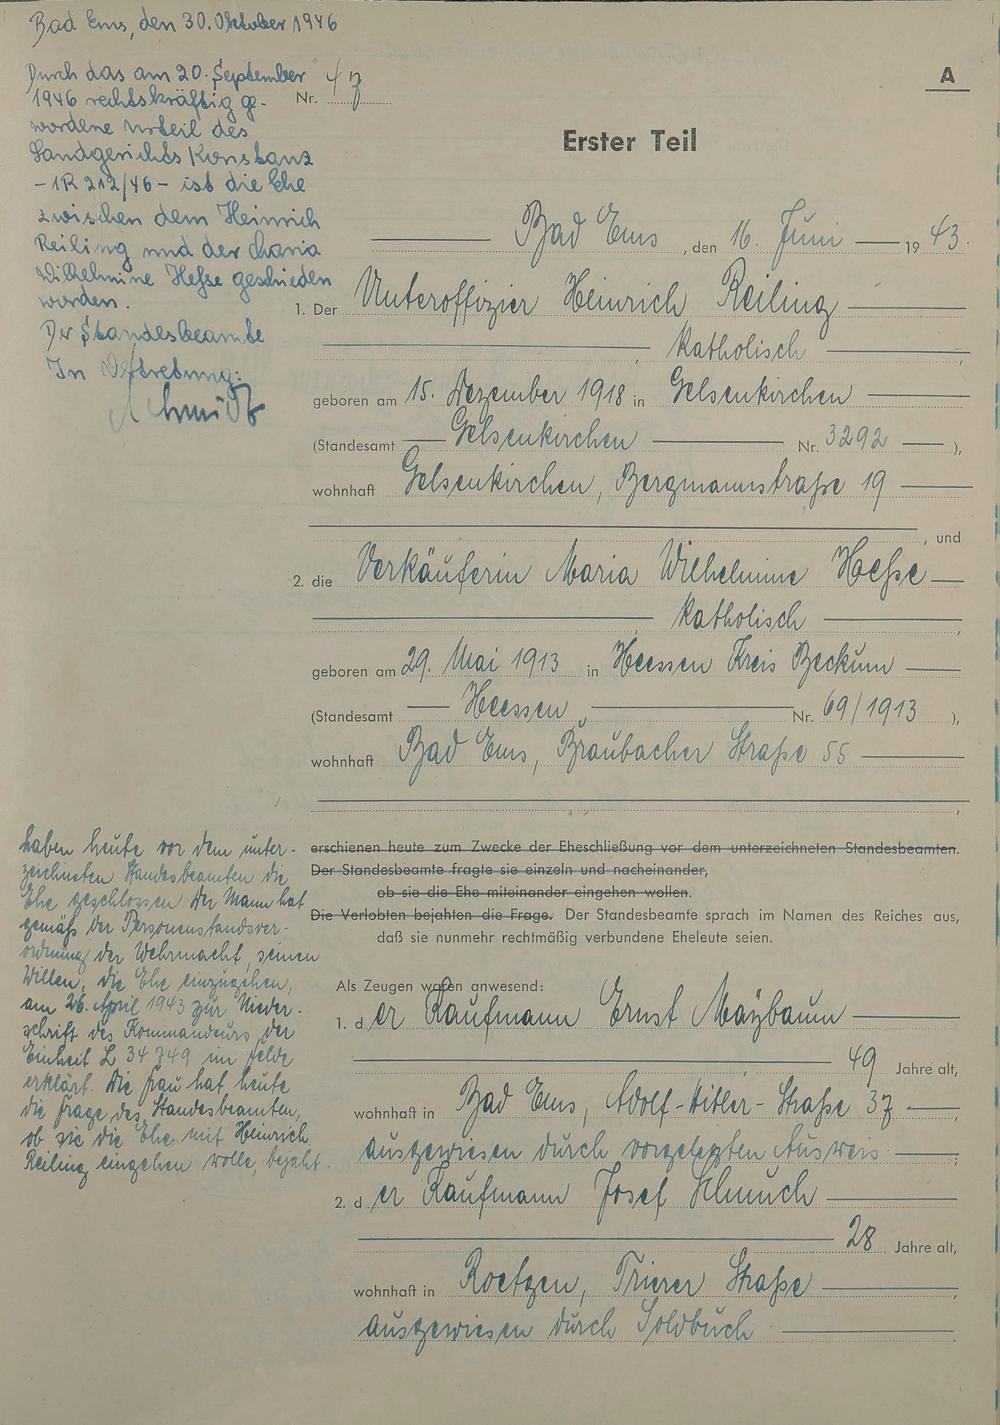 Bad Ems, den 30. Oktober 1946
Durch das am 20. September
1946 rechtskräftig ge-
wordene Urteil des
Landgerichts Konstanz
- 1R 212/46 - ist die Ehe
zwischen dem Heinrich
Reiling und der Maria
Wilhelmine Hesse geschieden
worden.
Der Standesbeamte
In Vertretung:
Schmidt
A
Nr. 47
Erster Teil
Bad Ems, den 16. Juni 1943.
1. Der Unteroffizier Heinrich Reiling
, katholisch ,
geboren am 15. Dezember 1918 in Gelsenkirchen
(Standesamt Gelsenkirchen Nr. 3292 ),
wohnhaft Gelsenkirchen, Bergmannstraße 19
, und
2. die Verkäuferin Maria Wilhelmine Heße
katholisch ,
geboren am 29. Mai 1913 in Heessen Kreis Beckum
(Standesamt Heessen, Nr. 69/1913 ),
wohnhaft Bad Ems, Braubacher Straße 55
erschienen heute zum Zwecke der Eheschließung vor dem unterzeichneten Standesbeamten.
Der Standesbeamte fragte sie einzeln und nacheinander,
ob sie die Ehe miteinander eingehen wollen.
Die Verlobten bejahten die Frage. Der Standesbeamte sprach im Namen des Reiches aus,
daß sie nunmehr rechtmäßig verbundene Eheleute seien.
haben heute vor dem unter-
zeichneten Standesbeamten die
Ehe geschlossen. Der Mann hat
gemäß der Personenstandsver-
ordnung der Wehrmacht, seinen
Willen, die Ehe einzugehen,
am 26. April 1943 zur Nieder-
schrift des Kommandeurs der
Einheit L 34749 im Felde
erklärt. Die Frau hat heute
die Frage des Standesbeamten,
ob sie die Ehe mit Heinrich
Reiling eingehen wolle, bejaht.
Als Zeugen waren anwesend:
1. der Kaufmann Ernst Maÿbaum
49 Jahre alt,
wohnhaft in Bad Ems, Adolf-Hitler-Straße 37 ,
ausgewiesen durch vorgelegten Ausweis ;
2. der Kaufmann Josef Schmuch
28 Jahre alt,
wohnhaft in Roetgen, Trierer Straße ,
ausgewiesen durch Soldbuch .